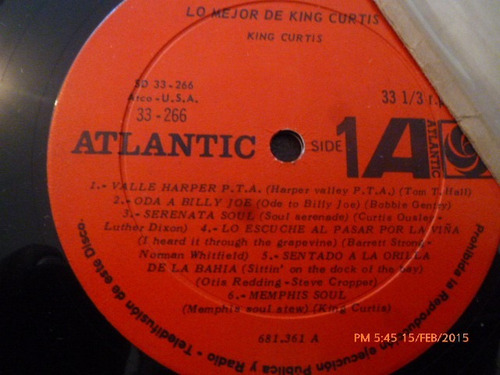 LO MEJOR DE KING CURTIS
KING CURTIS
SD 33-266
Atco - U.S.A.
33-266
33 1/3 r.
ATLANTIC
SIDE 1A
ATLANTIC
1.- VALLE HARPER P.T.A. (Harper valley P.T.A.) (Tom T. Hall)
2.- ODA A BILLY JOE (Ode to Billy Joe) (Bobbie Gentry)
3.- SERENATA SOUL (Soul serenade) (Curtis Ousley-
Luther Dixon) 4.- LO ESCUCHE AL PASAR POR LA VIÑA
(I heard it through the grapevine) (Barrett Strong-
Norman Whitfield) 5.- SENTADO A LA ORILLA
DE LA BAHIA (Sittin' on the dock of the bay)
(Otis Redding - Steve Cropper)
6.- MEMPHIS SOUL
(Memphis soul stew) (King Curtis)
681.361 A
Prohibida la Reproducción ejecución Publica y Radio - Teledifusión de este Disco.
PM 5:45 15/FEB/2015